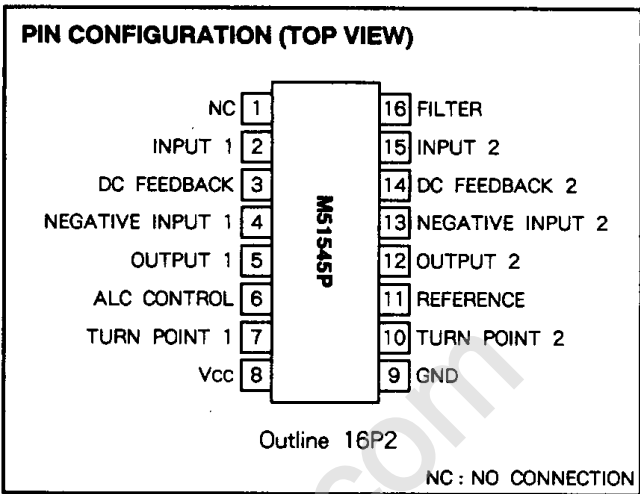 PIN CONFIGURATION (TOP VIEW)
NC 1 16 FILTER
INPUT 1 2 15 INPUT 2
DC FEEDBACK 3 14 DC FEEDBACK 2
NEGATIVE INPUT 1 4 13 NEGATIVE INPUT 2
OUTPUT 1 5 12 OUTPUT 2
ALC CONTROL 6 11 REFERENCE
TURN POINT 1 7 10 TURN POINT 2
Vcc 8 9 GND
M51545P
Outline 16P2
NC : NO CONNECTION
.com